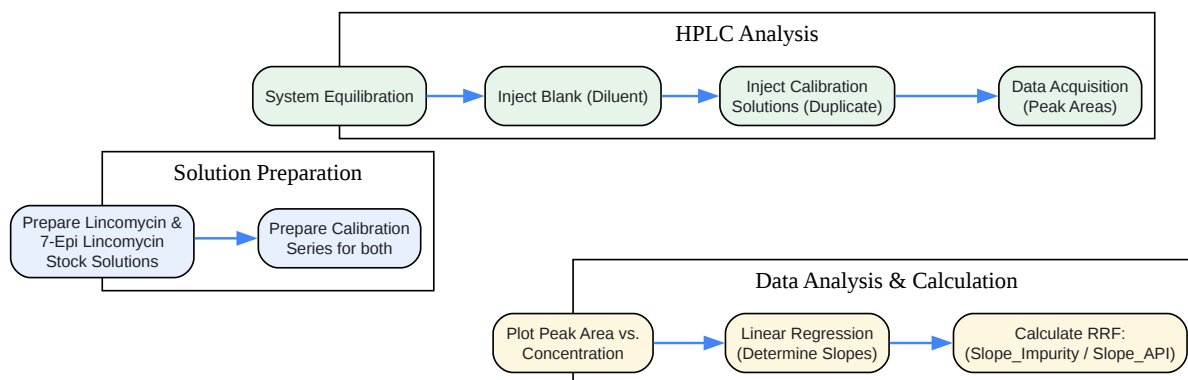 HPLC Analysis
System Equilibration
Inject Blank (Diluent)
Inject Calibration
Solutions (Duplicate)
Data Acquisition
(Peak Areas)
Solution Preparation
Prepare Lincomycin &
7-Epi Lincomycin
Stock Solutions
Prepare Calibration
Series for both
Data Analysis & Calculation
Plot Peak Area vs.
Concentration
Linear Regression
(Determine Slopes)
Calculate RRF:
(Slope_Impurity / Slope_API)